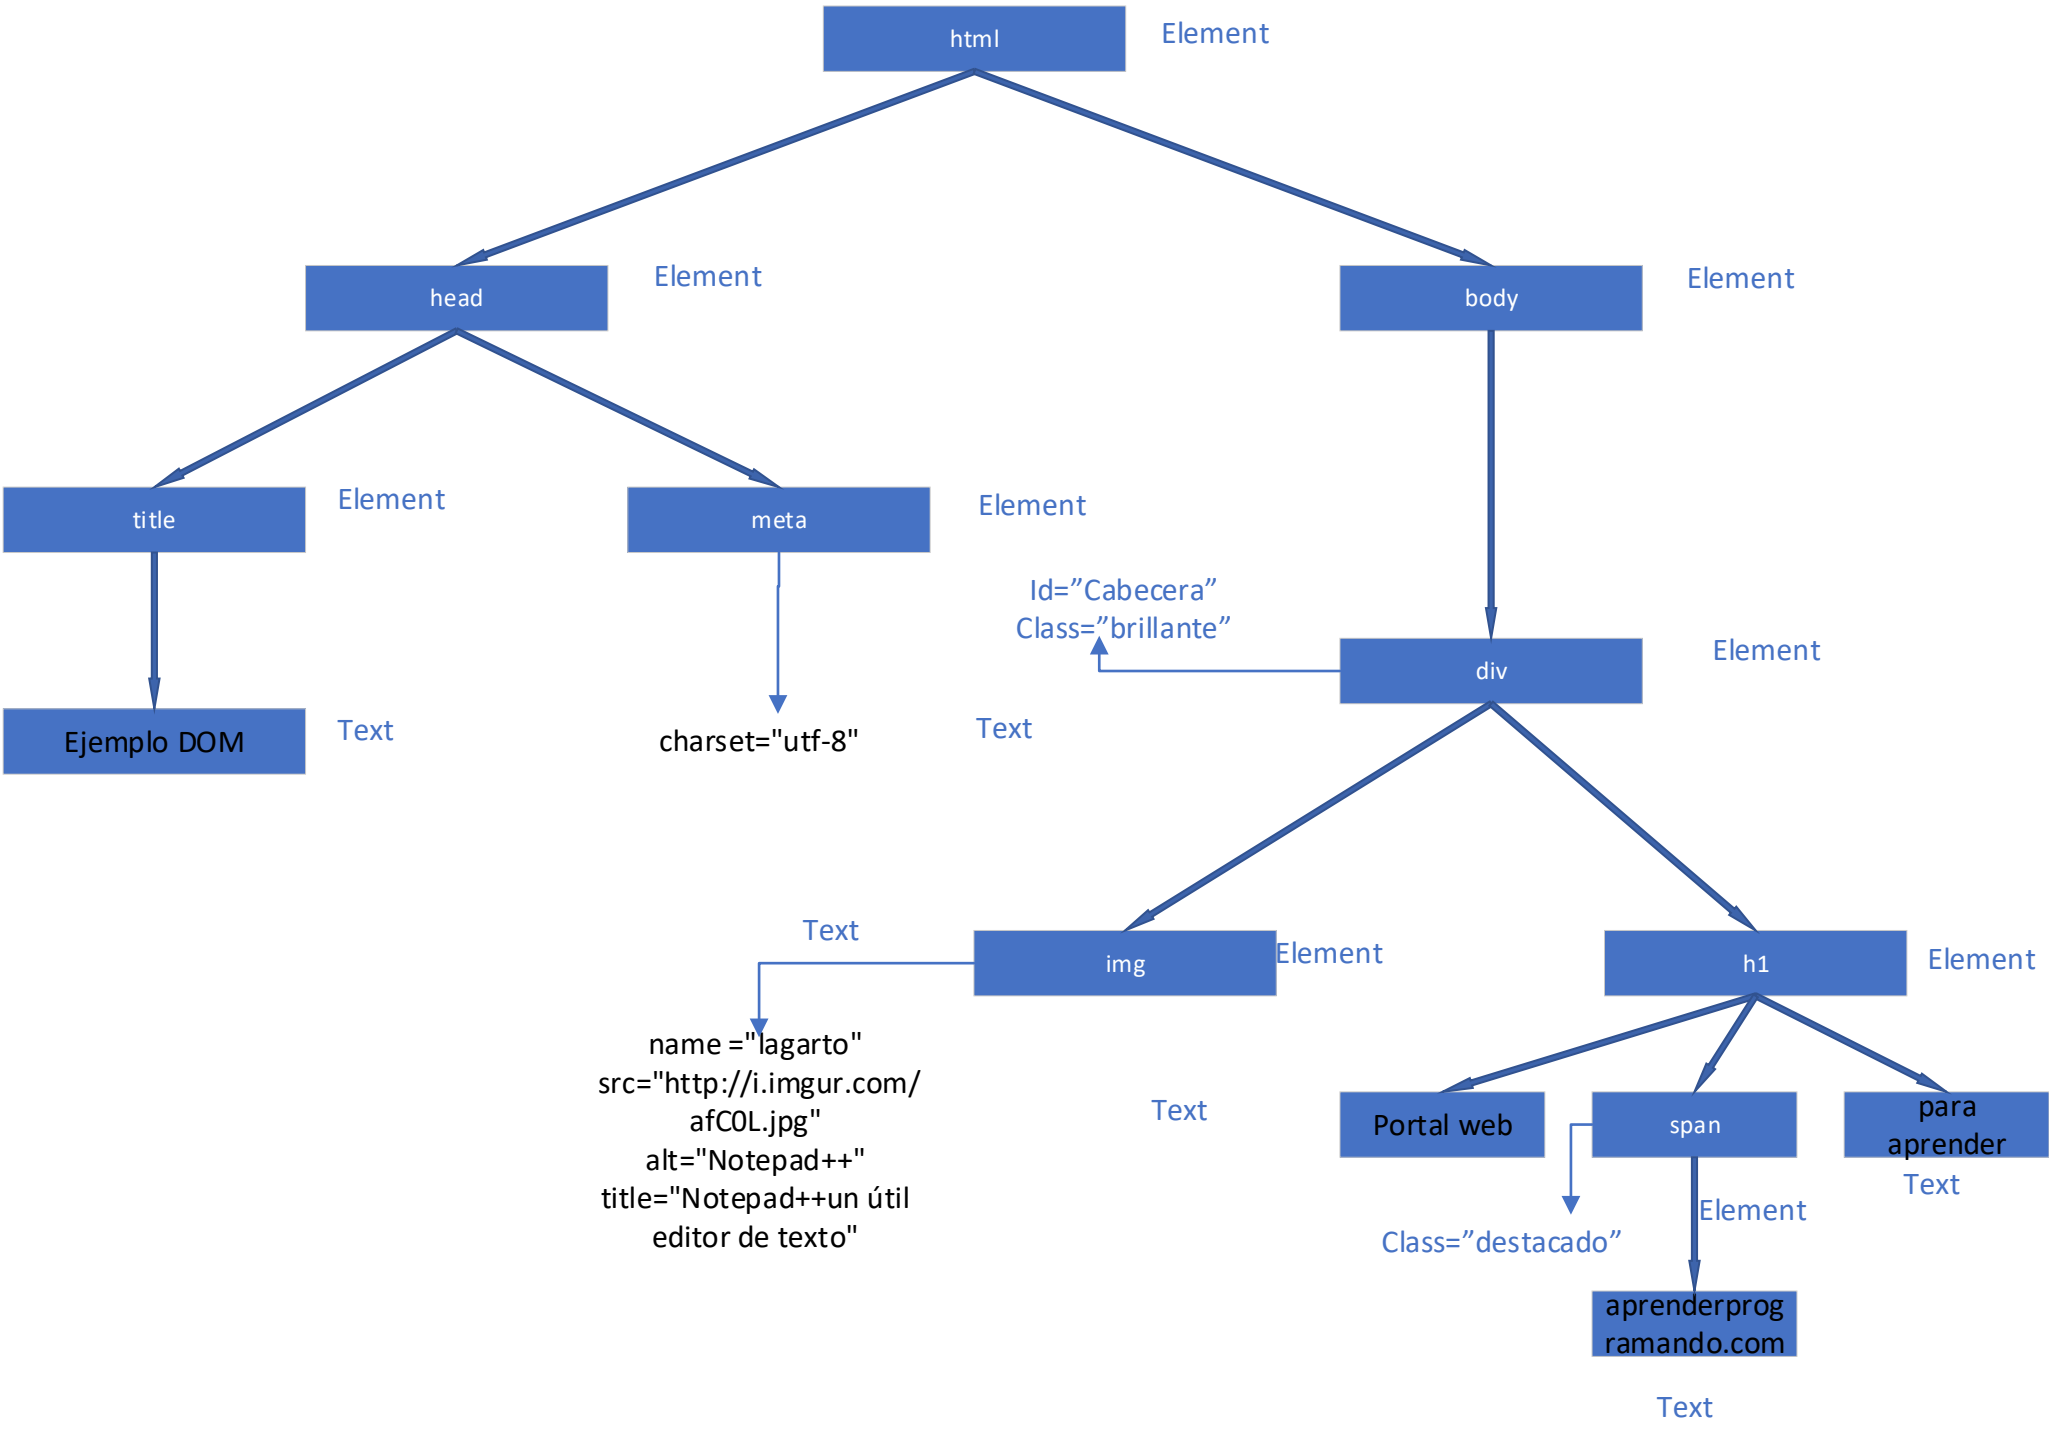 html
Element
head
Element
body
Element
title
Element
meta
Element
Id=”Cabecera”
Class=”brillante”
div
Element
Ejemplo DOM
Text
charset="utf-8"
Text
Text
img
Element
h1
Element
name ="lagarto"
src="http://i.imgur.com/
afC0L.jpg"
alt="Notepad++"
title="Notepad++un útil
editor de texto"
Text
Portal web
span
para
aprender
Text
Element
Class=”destacado”
aprenderprog
ramando.com
Text